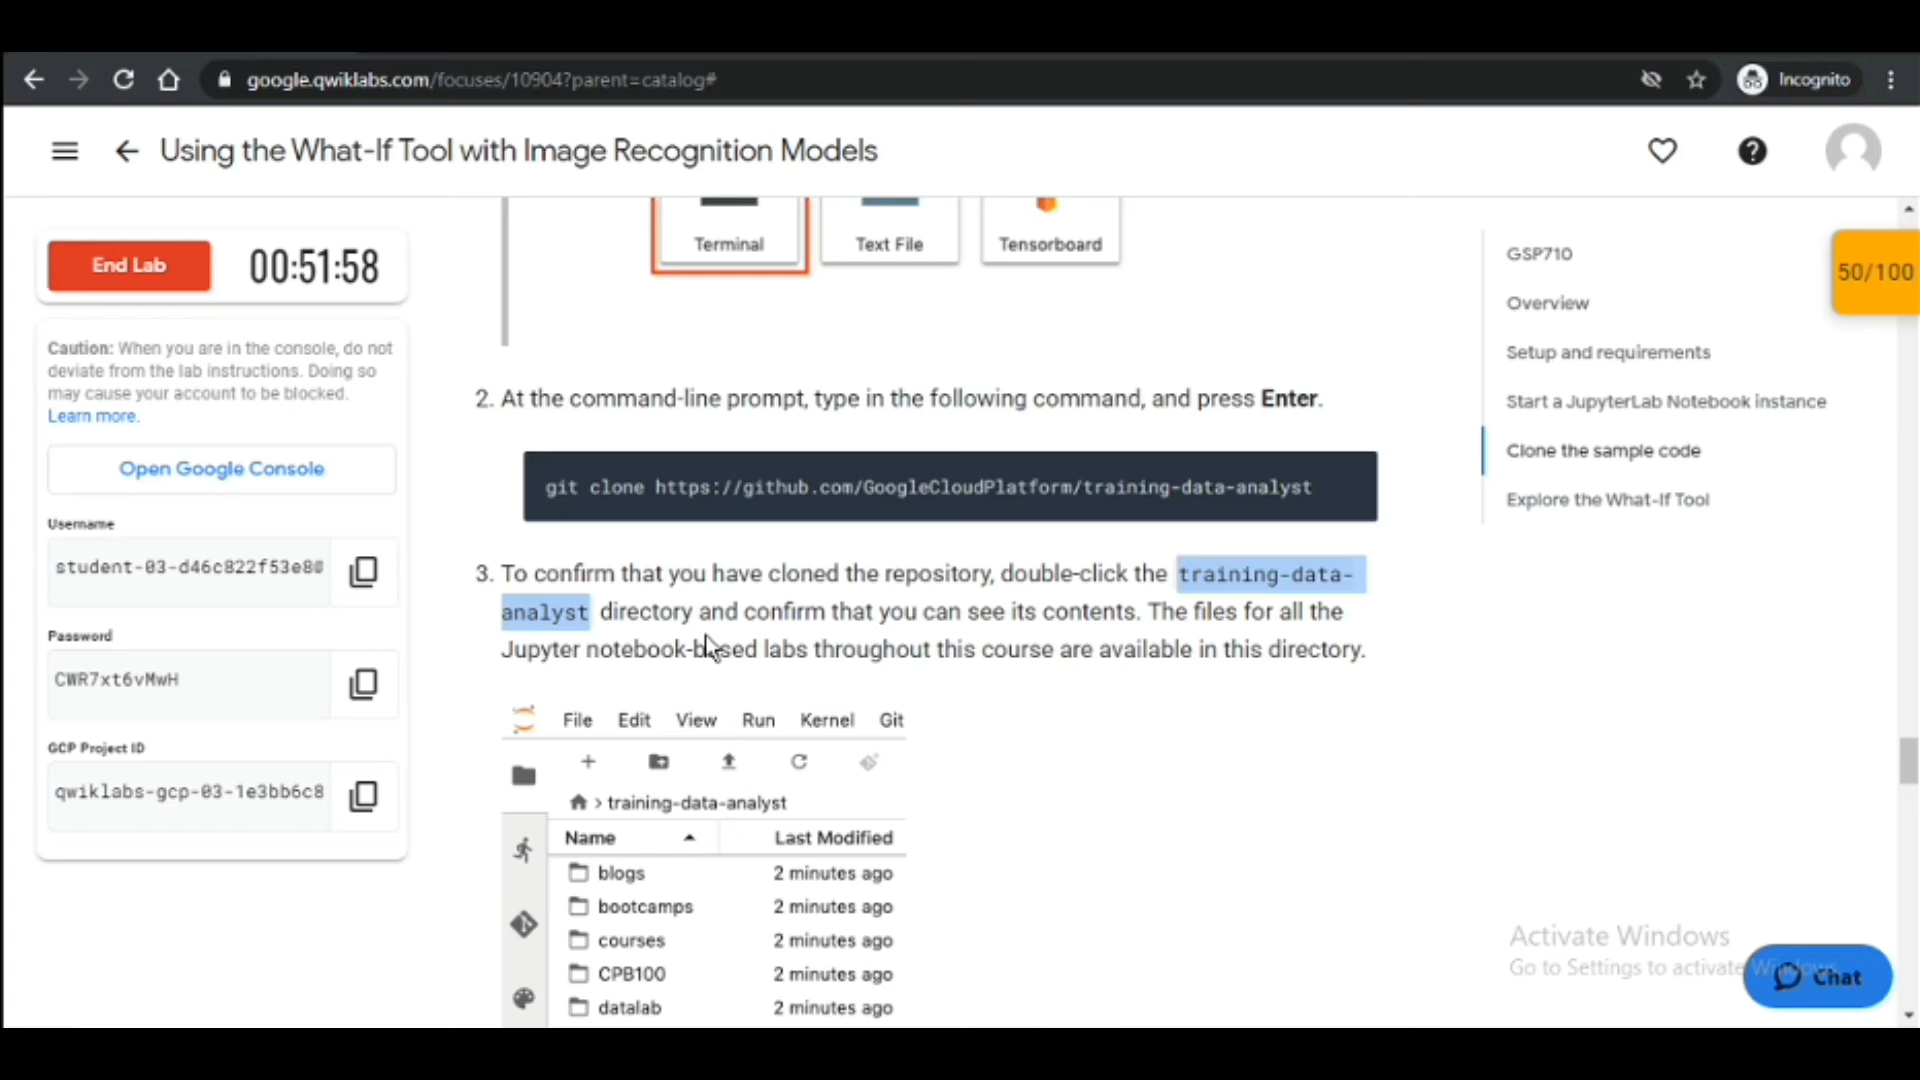 google.qwiklabs.com/focuses/10904?parent=catalog#
Incognito
Using the What-If Tool with Image Recognition Models
End Lab
00:51:58
Caution: When you are in the console, do not
deviate from the lab instructions. Doing so
may cause your account to be blocked.
Learn more.
Open Google Console
Username
student-03-d46c822f53e80
Password
CWR7xt6vMwH
GCP Project ID
qwiklabs-gcp-03-1e3bb6c8
Terminal
Text File
Tensorboard
2. At the command-line prompt, type in the following command, and press Enter.
git clone https://github.com/GoogleCloudPlatform/training-data-analyst
3. To confirm that you have cloned the repository, double-click the training-data-
analyst directory and confirm that you can see its contents. The files for all the
Jupyter notebook-based labs throughout this course are available in this directory.
File Edit View Run Kernel Git
> training-data-analyst
Name Last Modified
blogs 2 minutes ago
bootcamps 2 minutes ago
courses 2 minutes ago
CPB100 2 minutes ago
datalab 2 minutes ago
GSP710
Overview
Setup and requirements
Start a JupyterLab Notebook instance
Clone the sample code
Explore the What-If Tool
50/100
Activate Windows
Go to Settings to activate Windows.
Chat